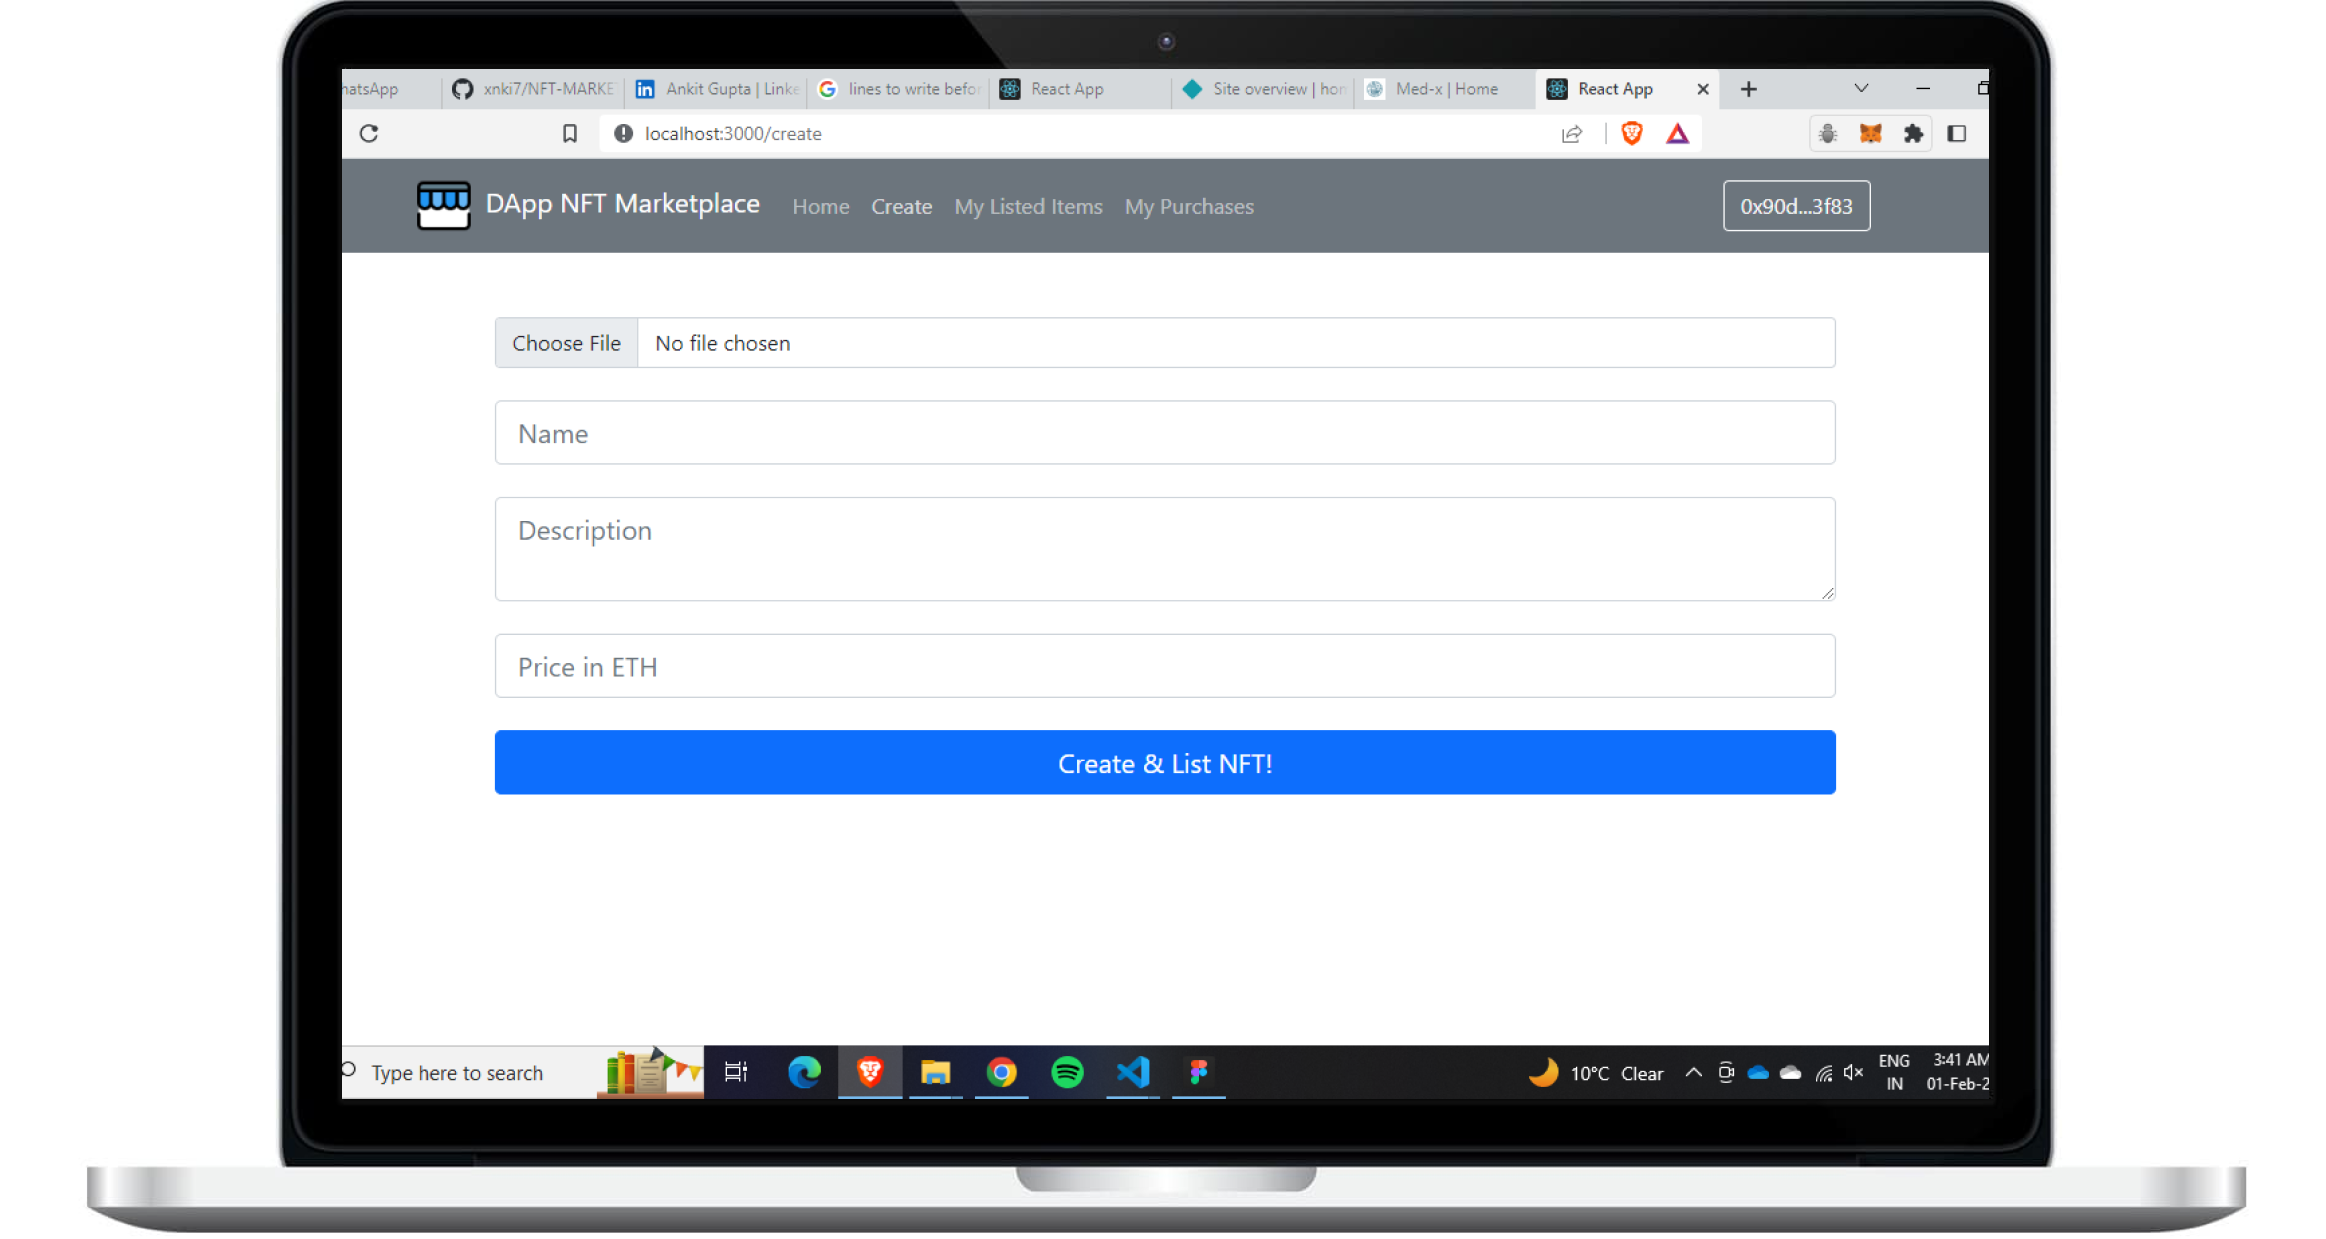 hatsApp xnki7/NFT-MARKE Ankit Gupta | Linke lines to write befor React App Site overview | hon Med-x | Home React App
localhost:3000/create
DApp NFT Marketplace Home Create My Listed Items My Purchases 0x90d...3f83
Choose File No file chosen
Name
Description
Price in ETH
Create & List NFT!
Type here to search 10°C Clear ENG 3:41 AM
IN 01-Feb-2